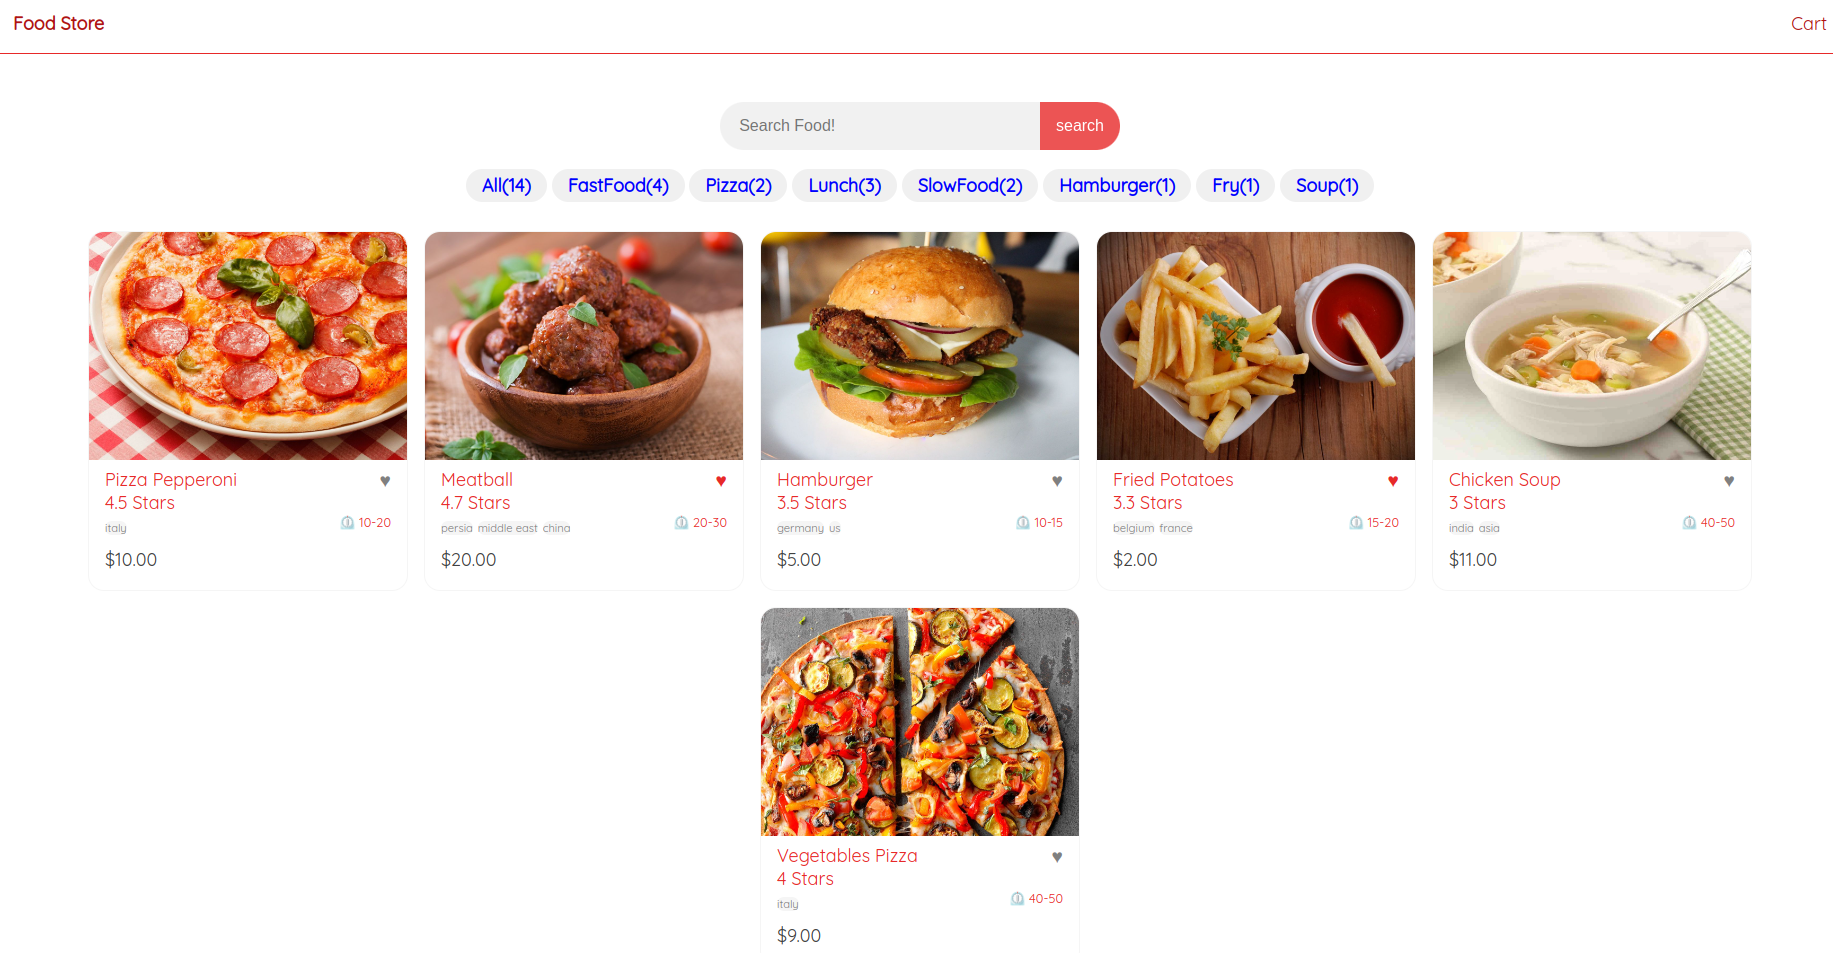 Food Store
Cart
Search Food!
search
All(14) FastFood(4) Pizza(2) Lunch(3) SlowFood(2) Hamburger(1) Fry(1) Soup(1)
Pizza Pepperoni ♥
4.5 Stars
italy
10-20
$10.00
Meatball ♥
4.7 Stars
persia middle east china
20-30
$20.00
Hamburger ♥
3.5 Stars
germany us
10-15
$5.00
Fried Potatoes ♥
3.3 Stars
belgium france
15-20
$2.00
Chicken Soup ♥
3 Stars
india asia
40-50
$11.00
Vegetables Pizza ♥
4 Stars
italy
40-50
$9.00